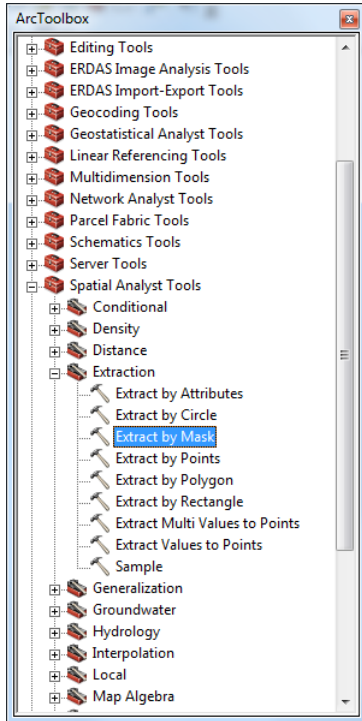 ArcToolbox
Editing Tools
ERDAS Image Analysis Tools
ERDAS Import-Export Tools
Geocoding Tools
Geostatistical Analyst Tools
Linear Referencing Tools
Multidimension Tools
Network Analyst Tools
Parcel Fabric Tools
Schematics Tools
Server Tools
Spatial Analyst Tools
Conditional
Density
Distance
Extraction
Extract by Attributes
Extract by Circle
Extract by Mask
Extract by Points
Extract by Polygon
Extract by Rectangle
Extract Multi Values to Points
Extract Values to Points
Sample
Generalization
Groundwater
Hydrology
Interpolation
Local
Map Algebra